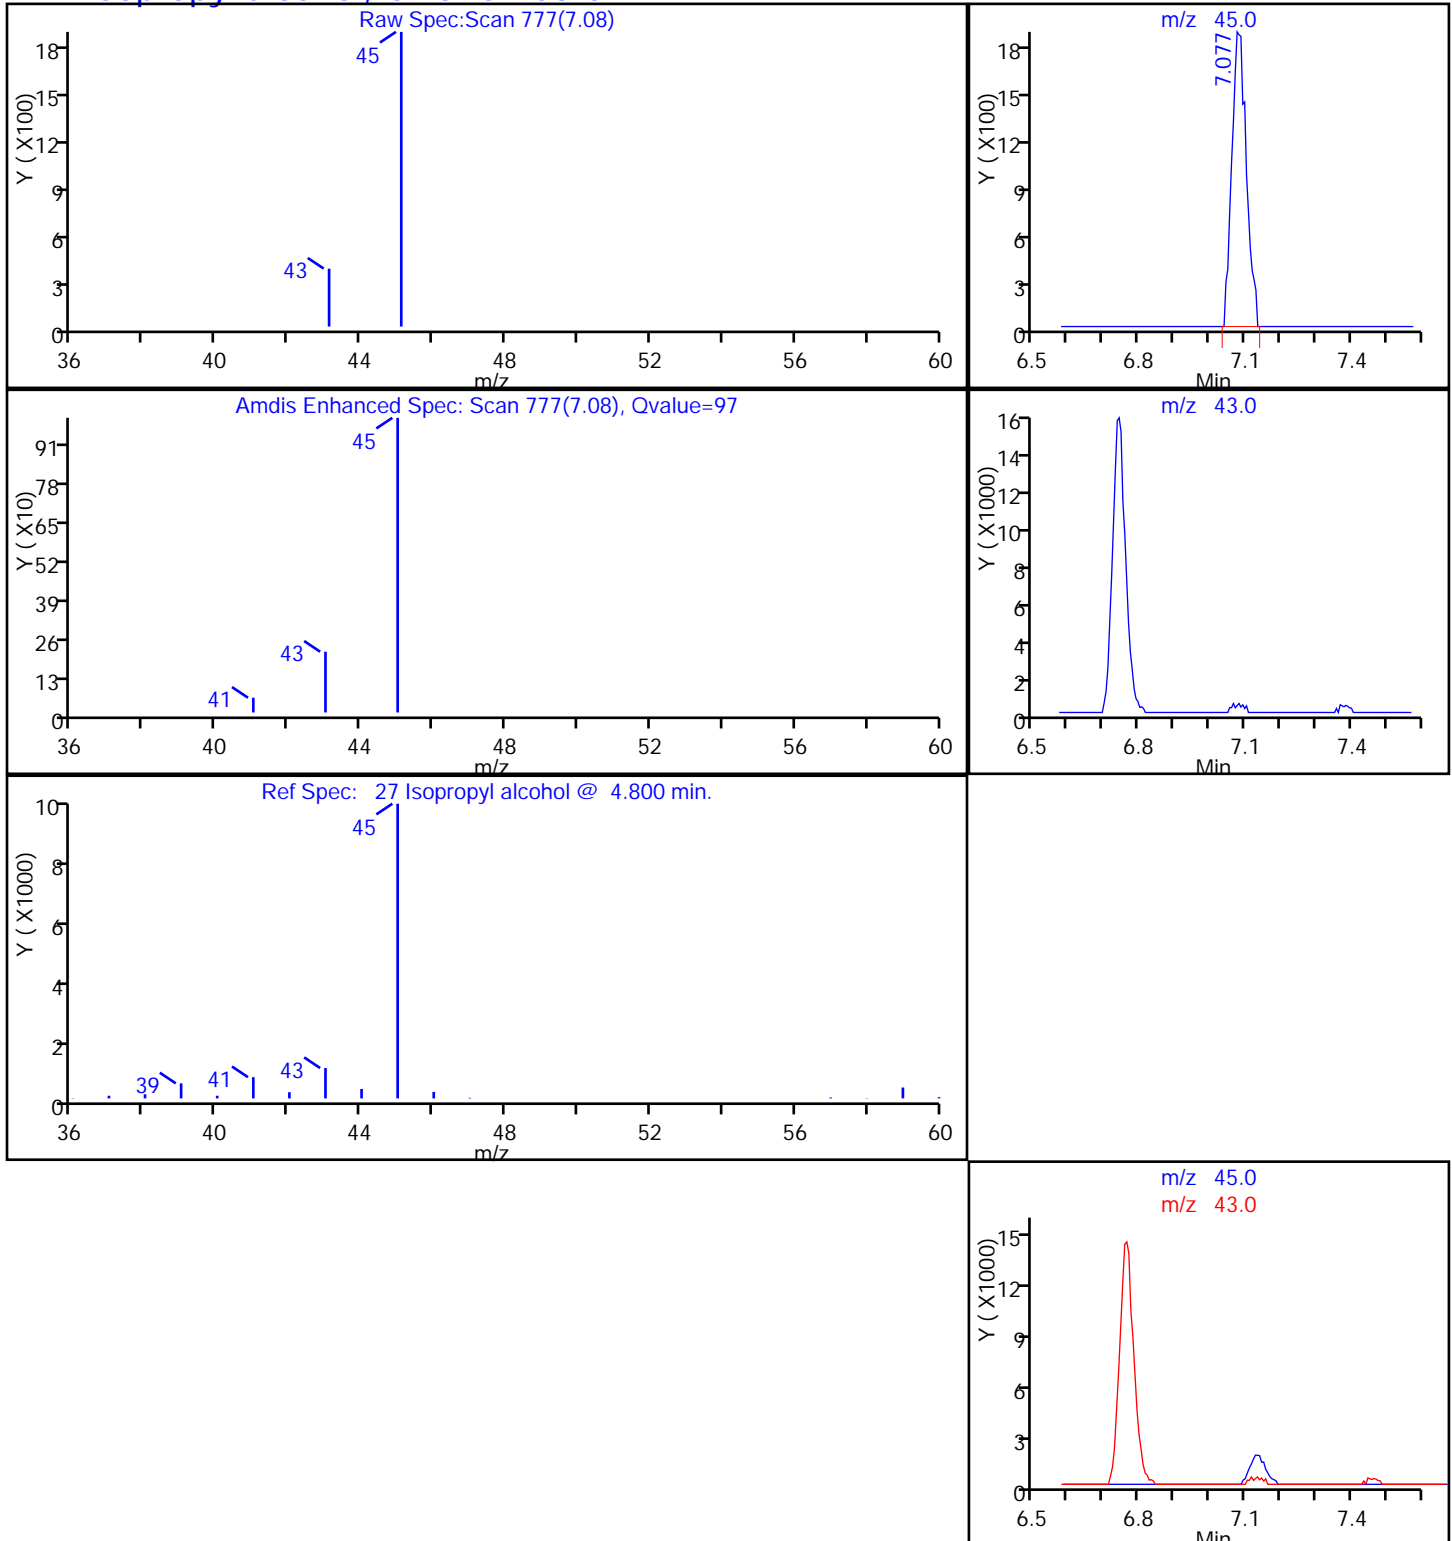 Raw Spec:Scan 777(7.08)
45
43
18
15
12
9
6
3
0
Y ( X100)
36 40 44 48 52 56 60
m/z
m/z 45.0
7.077
18
15
12
9
6
3
0
Y ( X100)
6.5 6.8 7.1 7.4
Min
Amdis Enhanced Spec: Scan 777(7.08), Qvalue=97
45
43
41
91
78
65
52
39
26
13
0
Y ( X10)
36 40 44 48 52 56 60
m/z
m/z 43.0
16
14
12
10
8
6
4
2
0
Y ( X1000)
6.5 6.8 7.1 7.4
Min
Ref Spec: 27 Isopropyl alcohol @ 4.800 min.
45
43
41
39
10
8
6
4
2
0
Y ( X1000)
36 40 44 48 52 56 60
m/z
m/z 45.0
m/z 43.0
15
12
9
6
3
0
Y ( X1000)
6.5 6.8 7.1 7.4
Min